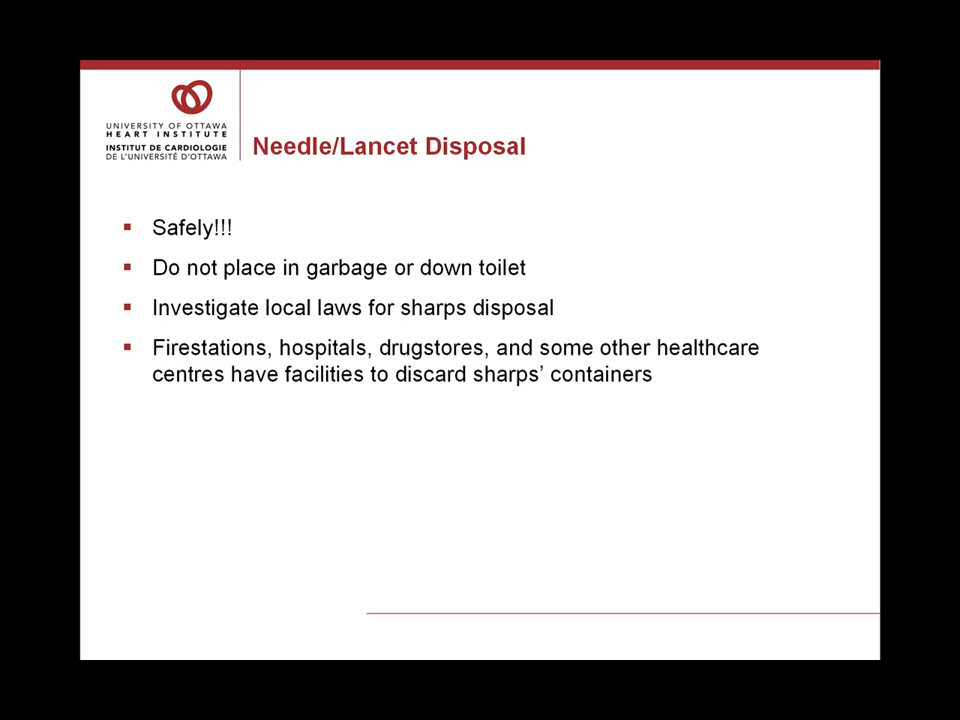 UNIVERSITY OF OTTAWA
HEART INSTITUTE
INSTITUT DE CARDIOLOGIE
DE L'UNIVERSITÉ D'OTTAWA
Needle/Lancet Disposal
▪ Safely!!!
▪ Do not place in garbage or down toilet
▪ Investigate local laws for sharps disposal
▪ Firestations, hospitals, drugstores, and some other healthcare
centres have facilities to discard sharps’ containers